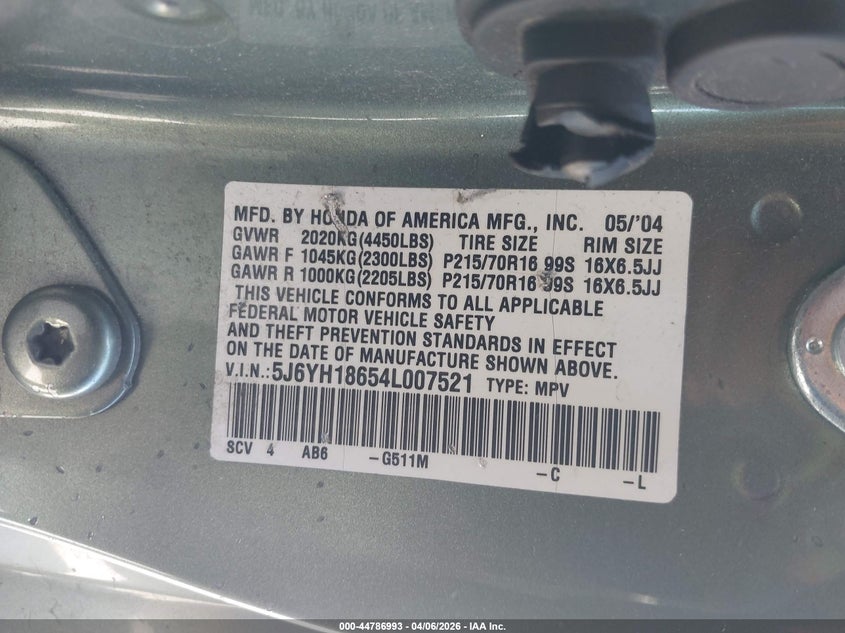 MFD. BY HONDA OF AMERICA MFG., INC. 05/'04
GVWR 2020KG(4450LBS) TIRE SIZE RIM SIZE
GAWR F 1045KG(2300LBS) P215/70R16 99S 16X6.5JJ
GAWR R 1000KG(2205LBS) P215/70R16 99S 16X6.5JJ
THIS VEHICLE CONFORMS TO ALL APPLICABLE
FEDERAL MOTOR VEHICLE SAFETY
AND THEFT PREVENTION STANDARDS IN EFFECT
ON THE DATE OF MANUFACTURE SHOWN ABOVE.
V.I.N.: 5J6YH18654L007521 TYPE: MPV
SCV 4 AB6 -G511M -C -L
000-44786993 - 04/06/2026 - IAA Inc.